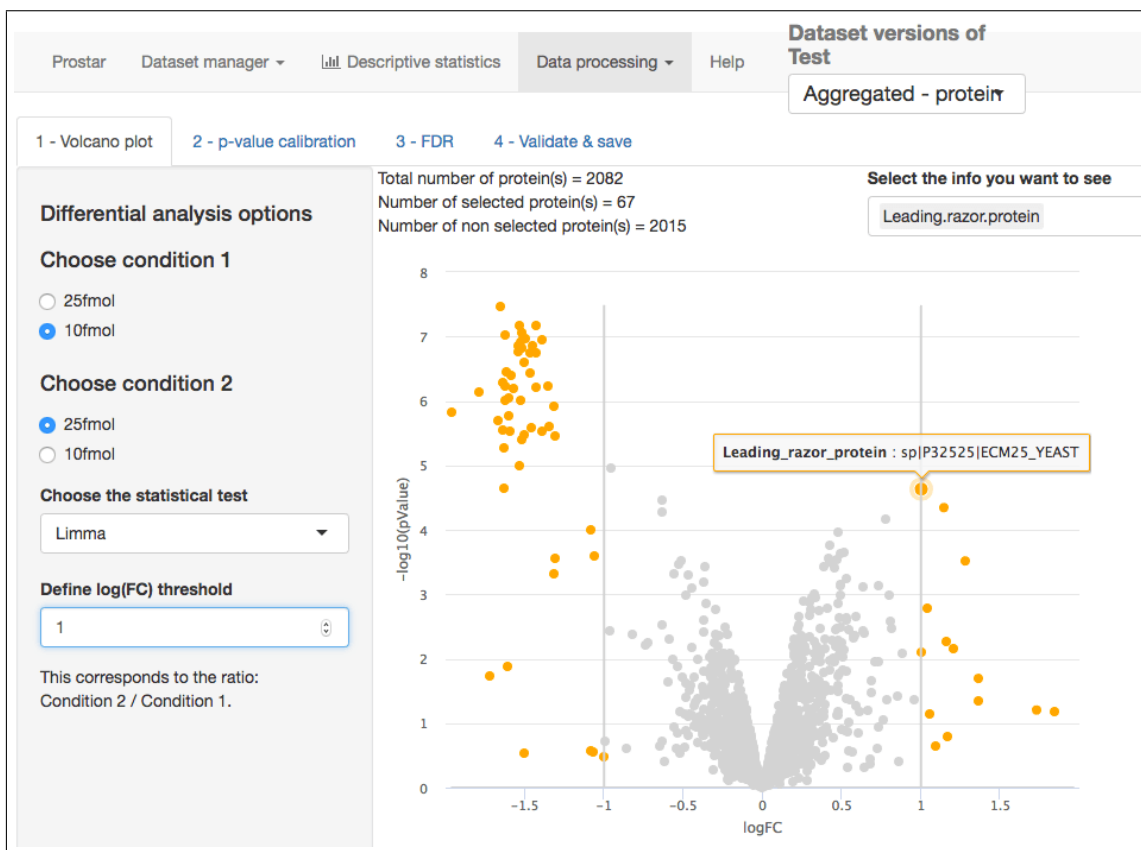 Prostar
Dataset manager
Descriptive statistics
Data processing
Help
Dataset versions of
Test
Aggregated - protein
1 - Volcano plot
2 - p-value calibration
3 - FDR
4 - Validate & save
Differential analysis options
Choose condition 1
25fmol
10fmol
Choose condition 2
25fmol
10fmol
Choose the statistical test
Limma
Define log(FC) threshold
1
This corresponds to the ratio:
Condition 2 / Condition 1.
Total number of protein(s) = 2082
Number of selected protein(s) = 67
Number of non selected protein(s) = 2015
Select the info you want to see
Leading.razor.protein
Leading_razor_protein : sp|P32525|ECM25_YEAST
-log10(pValue)
8
7
6
5
4
3
2
1
0
-1.5
-1
-0.5
0
0.5
1
1.5
logFC